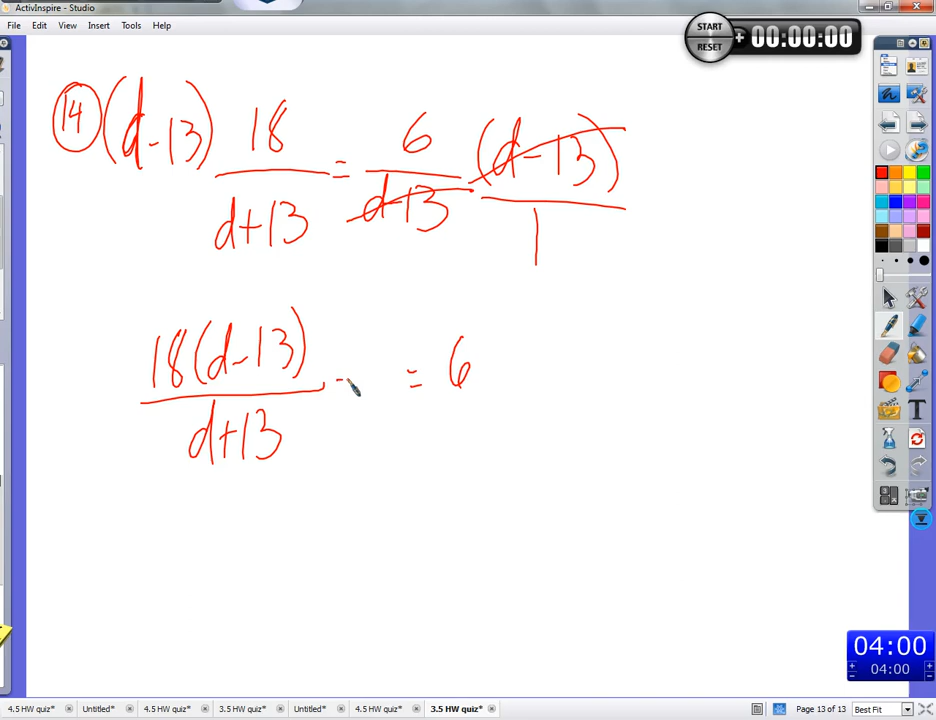 ActivInspire - Studio
File Edit View Insert Tools Help
START
RESET
+ 00:00:00
14 (d-13) 18/d+13 = 6/d-13 (d-13)/1
18(d-13)/d+13 - = 6
04:00
04:00
4.5 HW quiz* Untitled* 4.5 HW quiz* 3.5 HW quiz* Untitled* 4.5 HW quiz* 3.5 HW quiz* Page 13 of 13 Best Fit